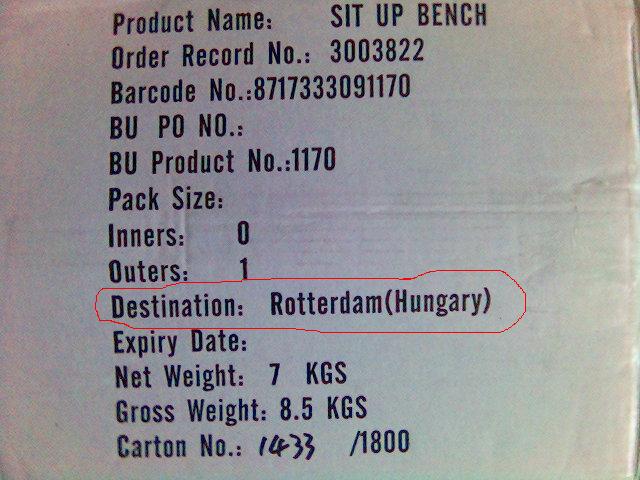 Product Name: SIT UP BENCH
Order Record No.: 3003822
Barcode No.:8717333091170
BU PO NO.:
BU Product No.:1170
Pack Size:
Inners: 0
Outers: 1
Destination: Rotterdam(Hungary)
Expiry Date:
Net Weight: 7 KGS
Gross Weight: 8.5 KGS
Carton No.: 1433 /1800